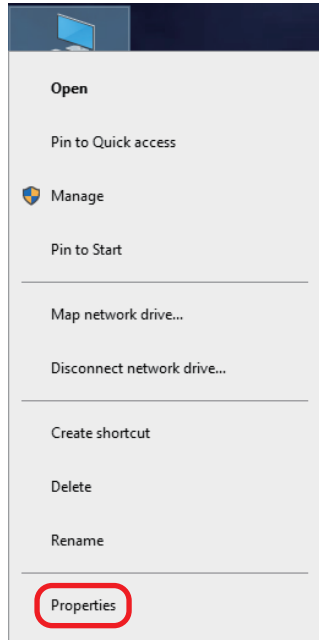 Open
Pin to Quick access
Manage
Pin to Start
Map network drive...
Disconnect network drive...
Create shortcut
Delete
Rename
Properties